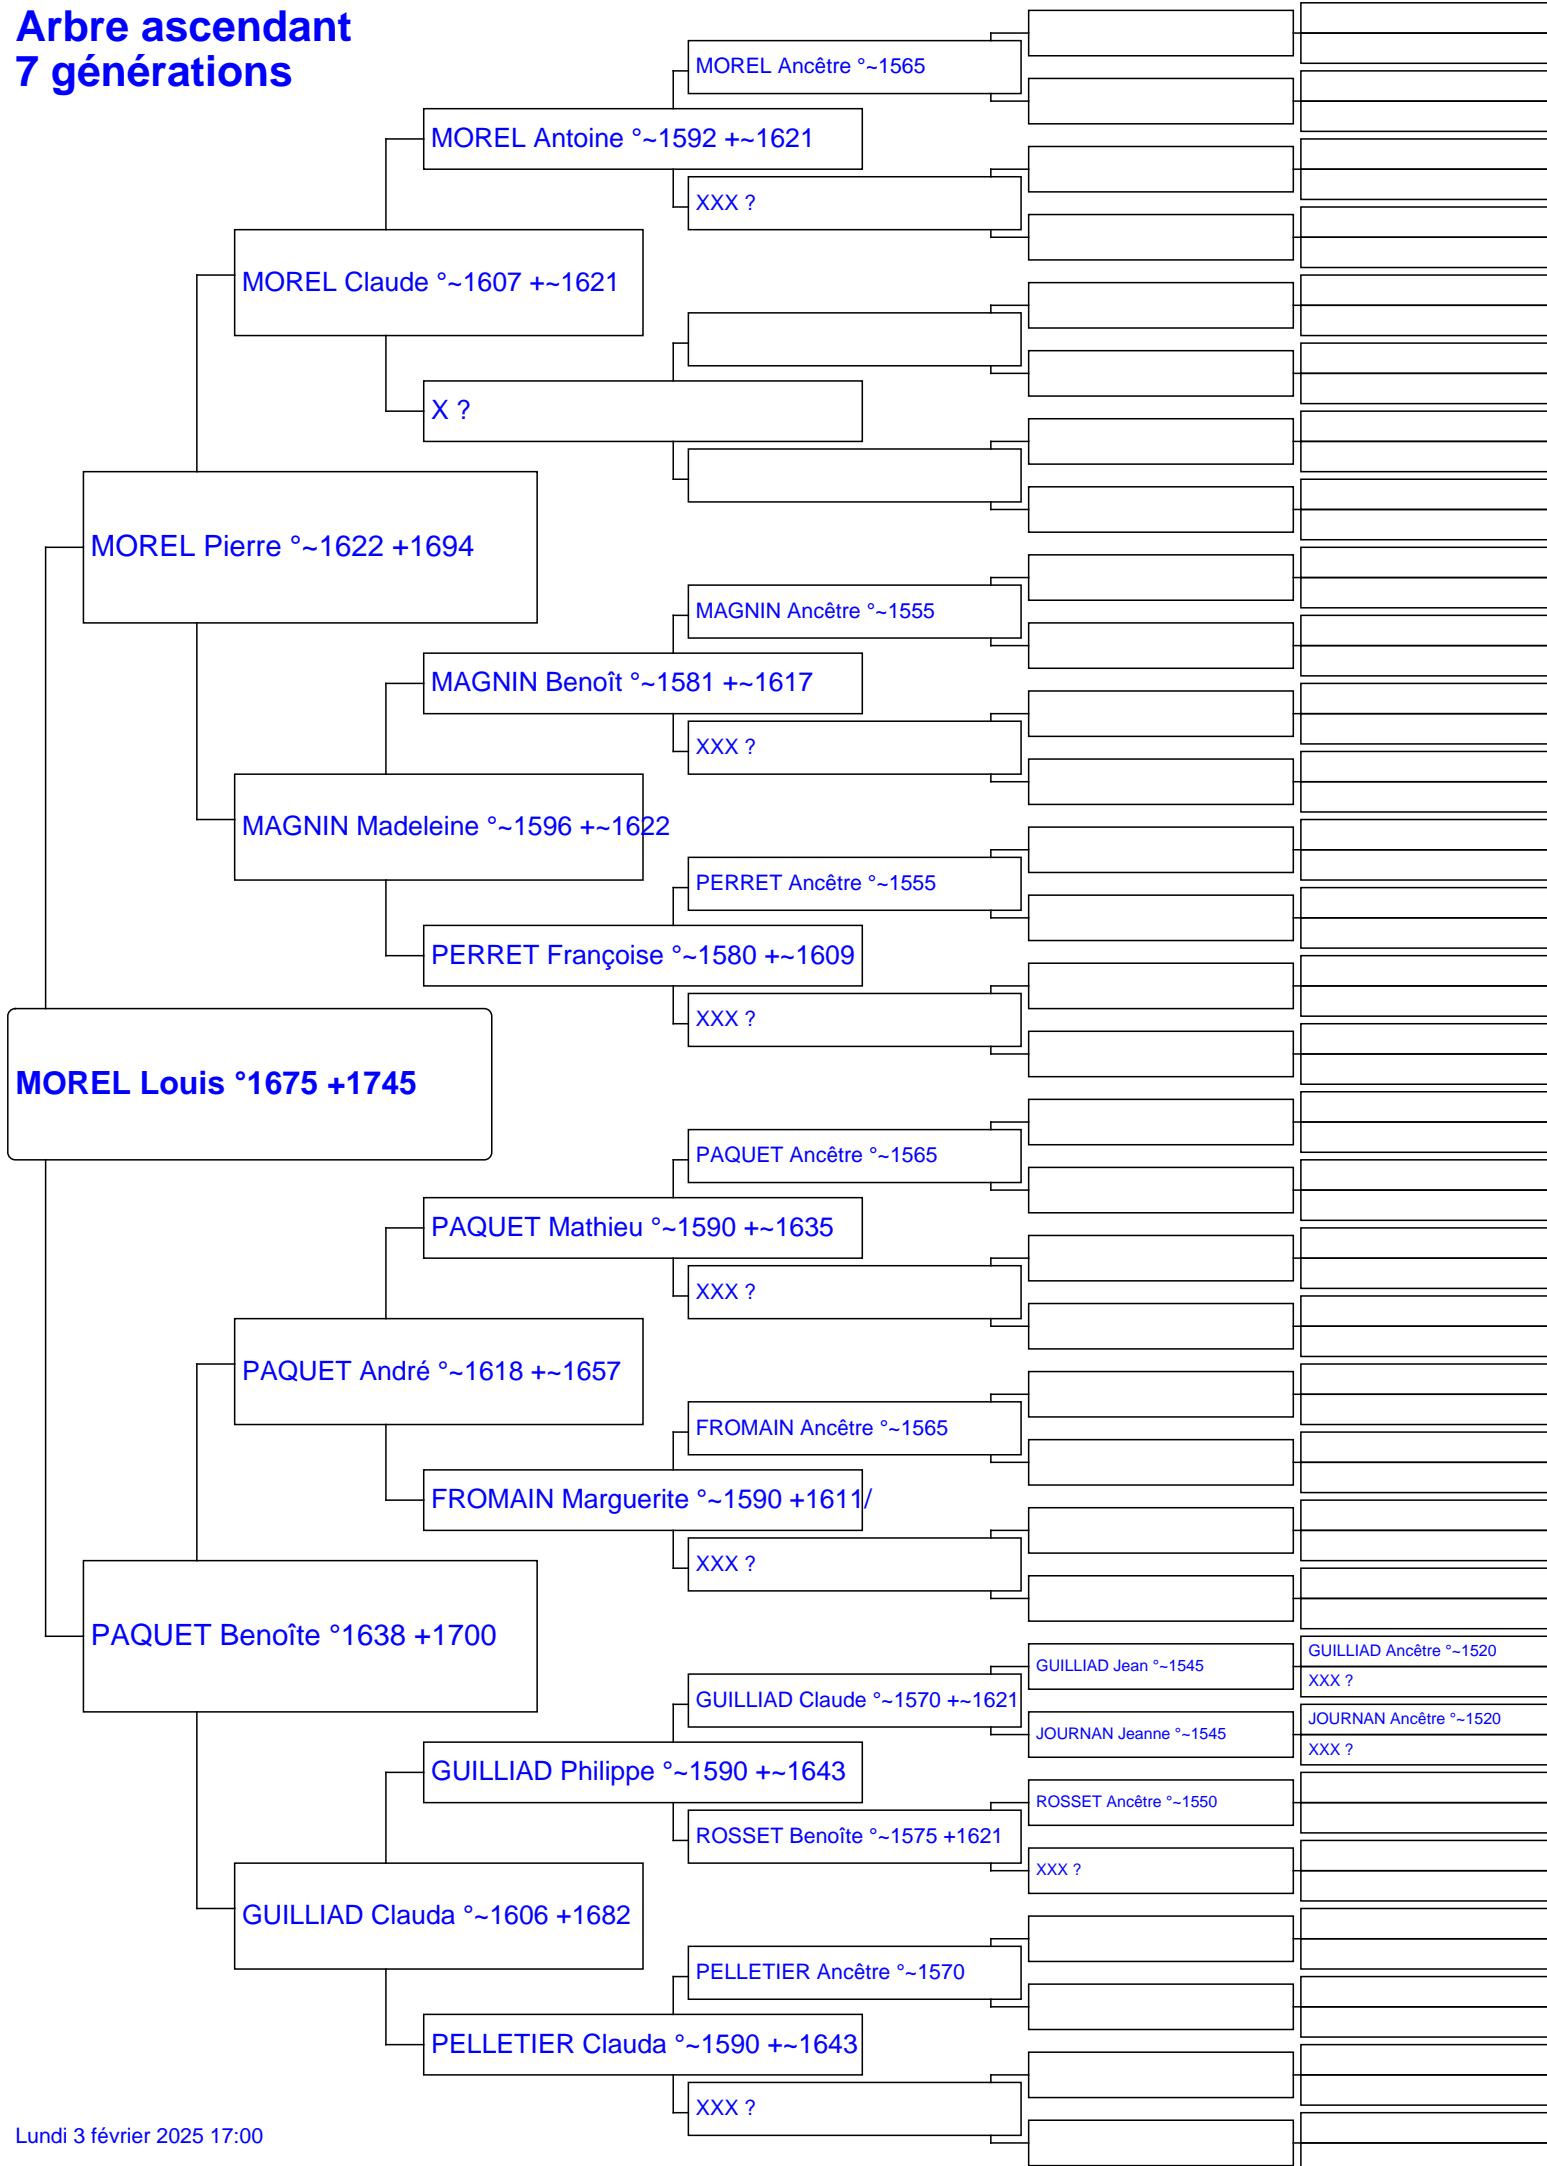 Arbre ascendant
7 générations
MOREL Ancêtre °~1565
MOREL Antoine °~1592 +~1621
XXX ?
MOREL Claude °~1607 +~1621
X ?
MOREL Pierre °~1622 +1694
MAGNIN Ancêtre °~1555
MAGNIN Benoît °~1581 +~1617
XXX ?
MAGNIN Madeleine °~1596 +~1622
PERRET Ancêtre °~1555
PERRET Françoise °~1580 +~1609
XXX ?
MOREL Louis °1675 +1745
PAQUET Ancêtre °~1565
PAQUET Mathieu °~1590 +~1635
XXX ?
PAQUET André °~1618 +~1657
FROMAIN Ancêtre °~1565
FROMAIN Marguerite °~1590 +1611/
XXX ?
PAQUET Benoîte °1638 +1700
GUILLIAD Ancêtre °~1520
GUILLIAD Jean °~1545
XXX ?
GUILLIAD Claude °~1570 +~1621
JOURNAN Ancêtre °~1520
JOURNAN Jeanne °~1545
XXX ?
GUILLIAD Philippe °~1590 +~1643
ROSSET Ancêtre °~1550
ROSSET Benoîte °~1575 +1621
XXX ?
GUILLIAD Clauda °~1606 +1682
PELLETIER Ancêtre °~1570
PELLETIER Clauda °~1590 +~1643
XXX ?
Lundi 3 février 2025 17:00